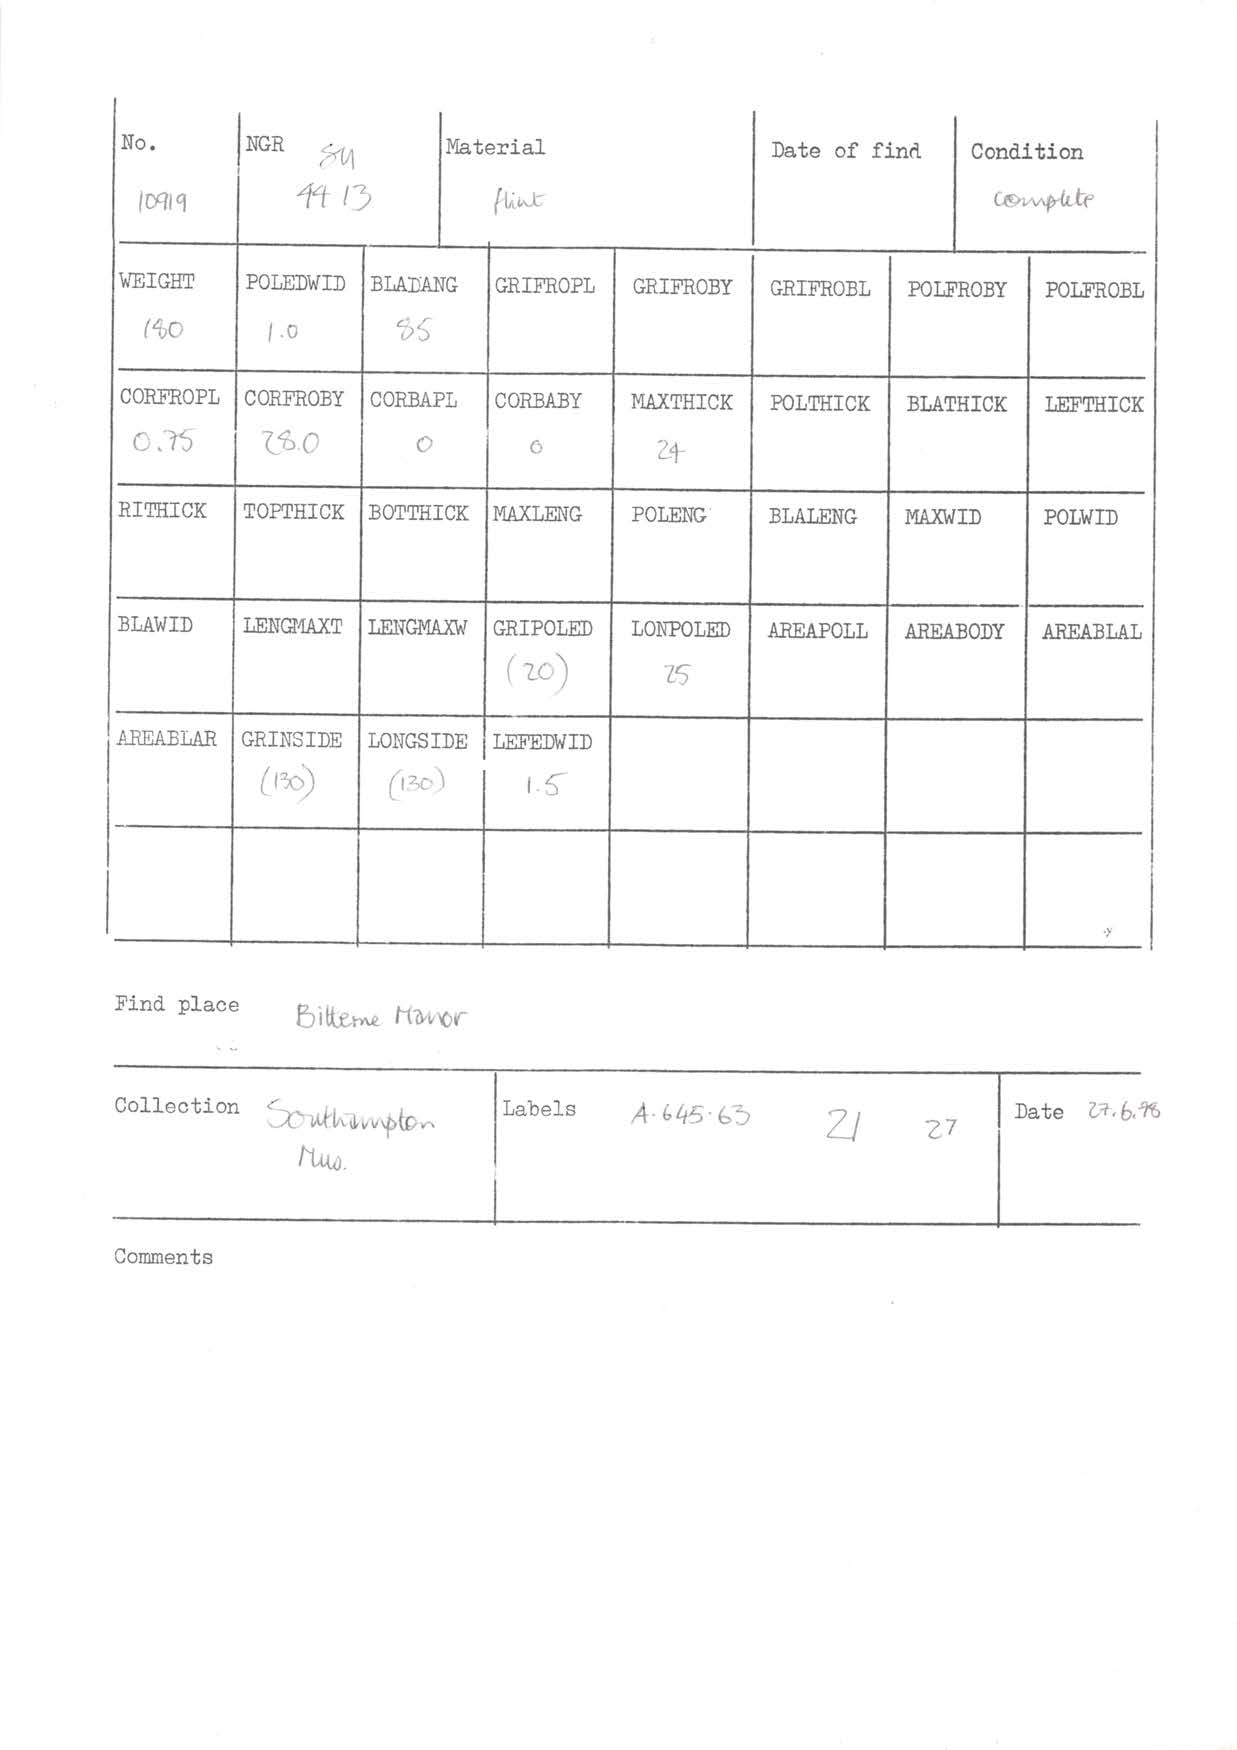 No. NGR SU Material Date of find Condition
10919 44 13 flint complete
WEIGHT POLEDWID BLADANG GRIFROPL GRIFROBY GRIFROBL POLFROBY POLFROBL
180 1.0 85
CORFROPL CORFROBY CORBAPL CORBABY MAXTHICK POLTHICK BLATHICK LEFTHICK
0.75 28.0 0 0 24
RITHICK TOPTHICK BOTTHICK MAXLENG POLENG BLALENG MAXWID POLWID
BLAWID LENGMAXT LENGMAXW GRIPOLED LONPOLED AREAPOLL AREABODY AREABLAL
(20) 25
AREABLAR GRINSIDE LONGSIDE LEFEDWID
(130) (130) 1.5
Find place Bitterne Manor
Collection Southampton Labels A.645.63 21 27 Date 27.6.
Mus.
Comments